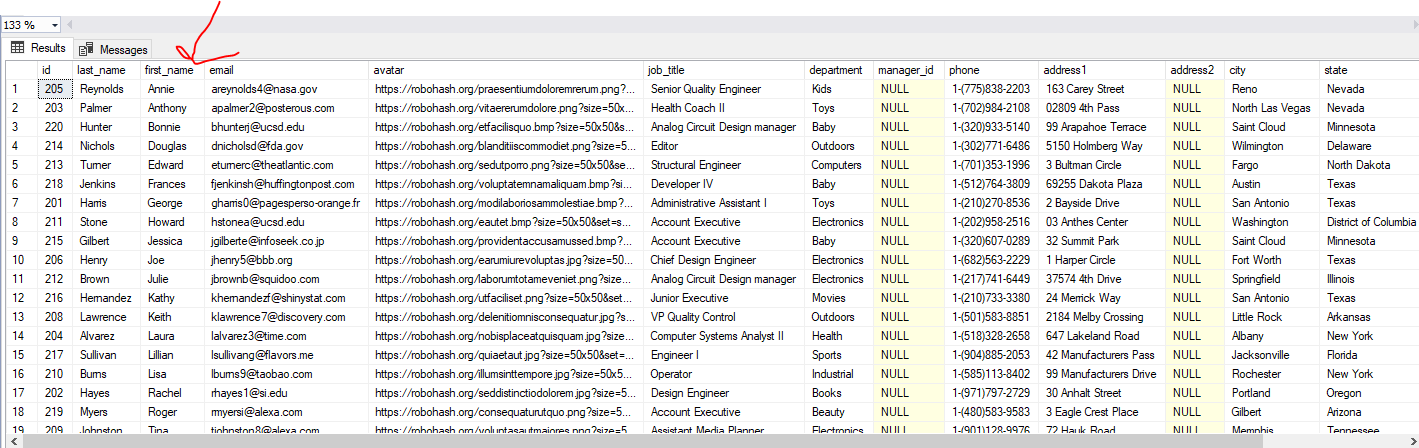 133 %
Results Messages
id last_name first_name email avatar job_title department manager_id phone address1 address2 city state
1 205 Reynolds Annie areynolds4@nasa.gov https://robohash.org/praesentiumdoloremrerum.png?... Senior Quality Engineer Kids NULL 1-(775)838-2203 163 Carey Street NULL Reno Nevada
2 203 Palmer Anthony apalmer2@posterous.com https://robohash.org/vitaererumdolore.png?size=50x... Health Coach II Toys NULL 1-(702)984-2108 02809 4th Pass NULL North Las Vegas Nevada
3 220 Hunter Bonnie bhunterj@ucsd.edu https://robohash.org/etfacilisquo.bmp?size=50x50&s... Analog Circuit Design manager Baby NULL 1-(320)933-5140 99 Arapahoe Terrace NULL Saint Cloud Minnesota
4 214 Nichols Douglas dnicholsd@fda.gov https://robohash.org/blanditiiscommodiet.png?size=5... Editor Outdoors NULL 1-(302)771-6486 5150 Holmberg Way NULL Wilmington Delaware
5 213 Turner Edward eturnerc@theatlantic.com https://robohash.org/sedutporro.png?size=50x50&set... Structural Engineer Computers NULL 1-(701)353-1996 3 Bultman Circle NULL Fargo North Dakota
6 218 Jenkins Frances fjenkinsh@huffingtonpost.com https://robohash.org/voluptatemnamaliquam.bmp?si... Developer IV Baby NULL 1-(512)764-3809 69255 Dakota Plaza NULL Austin Texas
7 201 Harris George gharris0@pagesperso-orange.fr https://robohash.org/modilaboriosammolestiae.bmp?... Administrative Assistant I Toys NULL 1-(210)270-8536 2 Bayside Drive NULL San Antonio Texas
8 211 Stone Howard hstonea@ucsd.edu https://robohash.org/eautet.bmp?size=50x50&set=s... Account Executive Electronics NULL 1-(202)958-2516 03 Anthes Center NULL Washington District of Columbia
9 215 Gilbert Jessica jgilberte@infoseek.co.jp https://robohash.org/providentaccusamussed.bmp?... Account Executive Baby NULL 1-(320)607-0289 32 Summit Park NULL Saint Cloud Minnesota
10 206 Henry Joe jhenry5@bbb.org https://robohash.org/earumiurevoluptas.jpg?size=50... Chief Design Engineer Electronics NULL 1-(682)563-2229 1 Harper Circle NULL Fort Worth Texas
11 212 Brown Julie jbrownb@squidoo.com https://robohash.org/laborumtotameveniet.png?size... Analog Circuit Design manager Electronics NULL 1-(217)741-6449 37574 4th Drive NULL Springfield Illinois
12 216 Hernandez Kathy khernandezf@shinystat.com https://robohash.org/utfaciliset.png?size=50x50&set... Junior Executive Movies NULL 1-(210)733-3380 24 Merrick Way NULL San Antonio Texas
13 208 Lawrence Keith klawrence7@discovery.com https://robohash.org/delenitiomnisconsequatur.jpg?s... VP Quality Control Outdoors NULL 1-(501)583-8851 2184 Melby Crossing NULL Little Rock Arkansas
14 204 Alvarez Laura lalvarez3@time.com https://robohash.org/nobisplaceatquisquam.jpg?size... Computer Systems Analyst II Health NULL 1-(518)328-2658 647 Lakeland Road NULL Albany New York
15 217 Sullivan Lillian lsullivang@flavors.me https://robohash.org/quiaetaut.jpg?size=50x50&set=... Engineer I Sports NULL 1-(904)885-2053 42 Manufacturers Pass NULL Jacksonville Florida
16 210 Burns Lisa lburns9@taobao.com https://robohash.org/illumsinttempore.jpg?size=50x5... Operator Industrial NULL 1-(585)113-8402 99 Manufacturers Drive NULL Rochester New York
17 202 Hayes Rachel rhayes1@si.edu https://robohash.org/seddistinctiodolorem.jpg?size=... Design Engineer Books NULL 1-(971)797-2729 30 Anhalt Street NULL Portland Oregon
18 219 Myers Roger rmyersi@alexa.com https://robohash.org/consequaturutquo.png?size=5... Account Executive Beauty NULL 1-(480)583-9583 3 Eagle Crest Place NULL Gilbert Arizona
19 209 Johnston Tina tjohnston8@alexa.com https://robohash.org/voluptasautmaiores.png?size=5... Assistant Media Planner Electronics NULL 1-(901)128-9976 72 Hauk Road NULL Memphis Tennessee